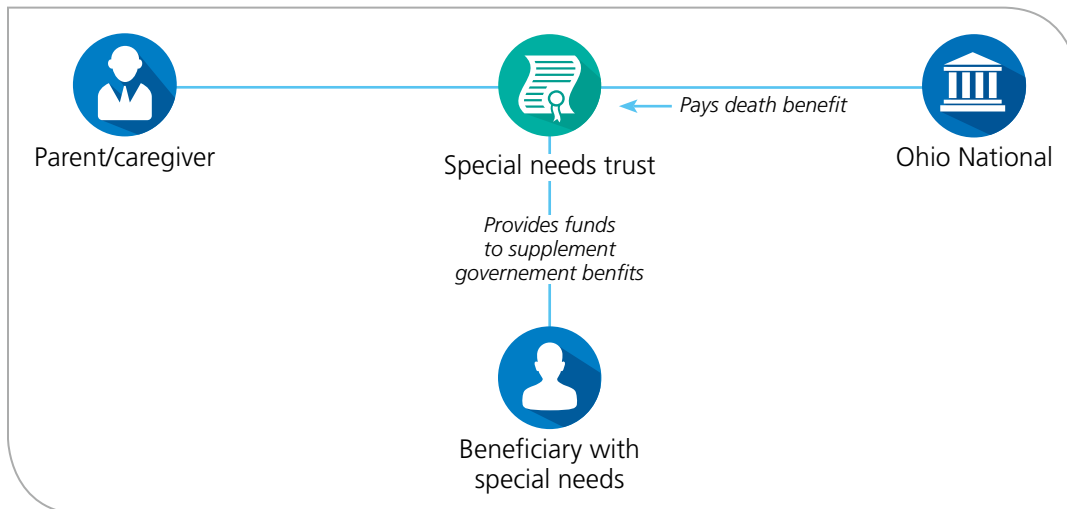 Parent/caregiver
Special needs trust
Pays death benefit
Ohio National
Provides funds
to supplement
governement benfits
Beneficiary with
special needs